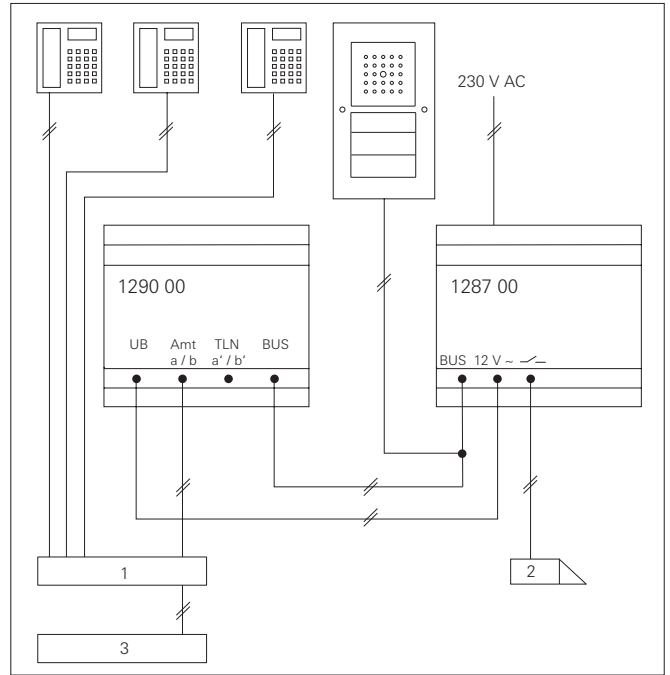 230 V AC
1290 00
1287 00
UB Amt TLN BUS
a / b a‘ / b‘
BUS 12 V ~
1
2
3